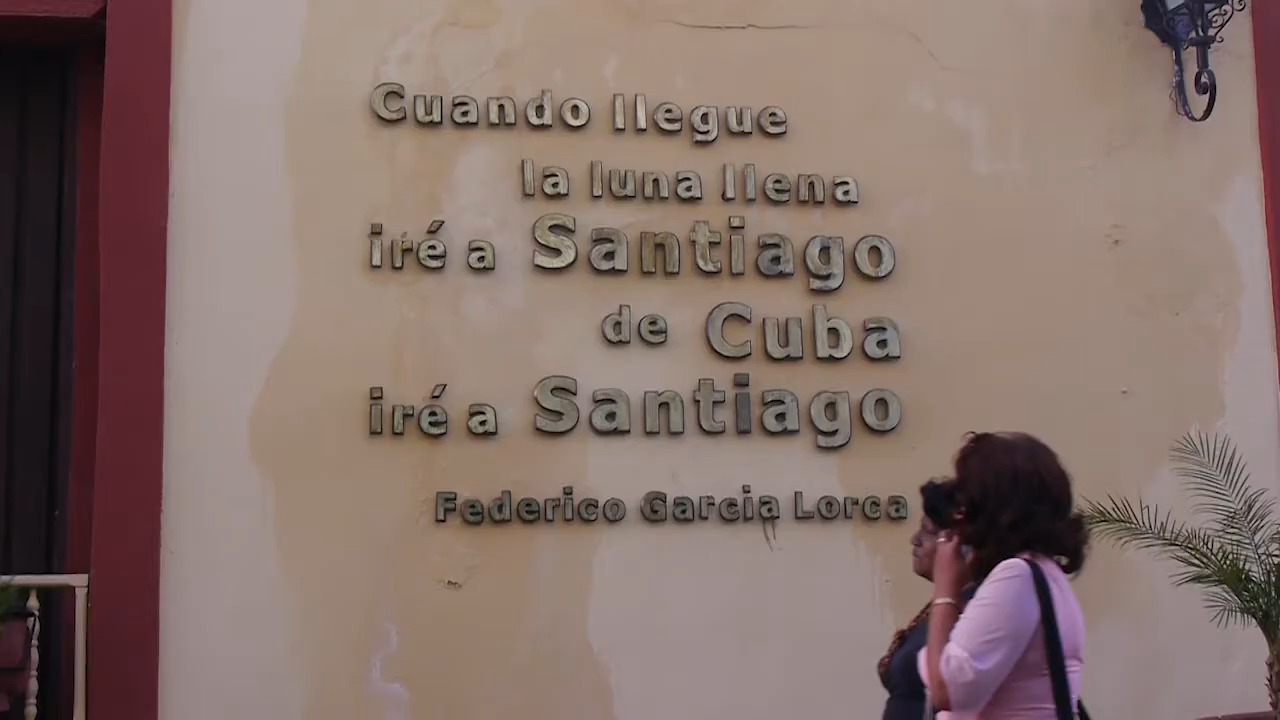 Cuando llegue
la luna llena
iré a Santiago
de Cuba
iré a Santiago
Federico Garcia Lorca